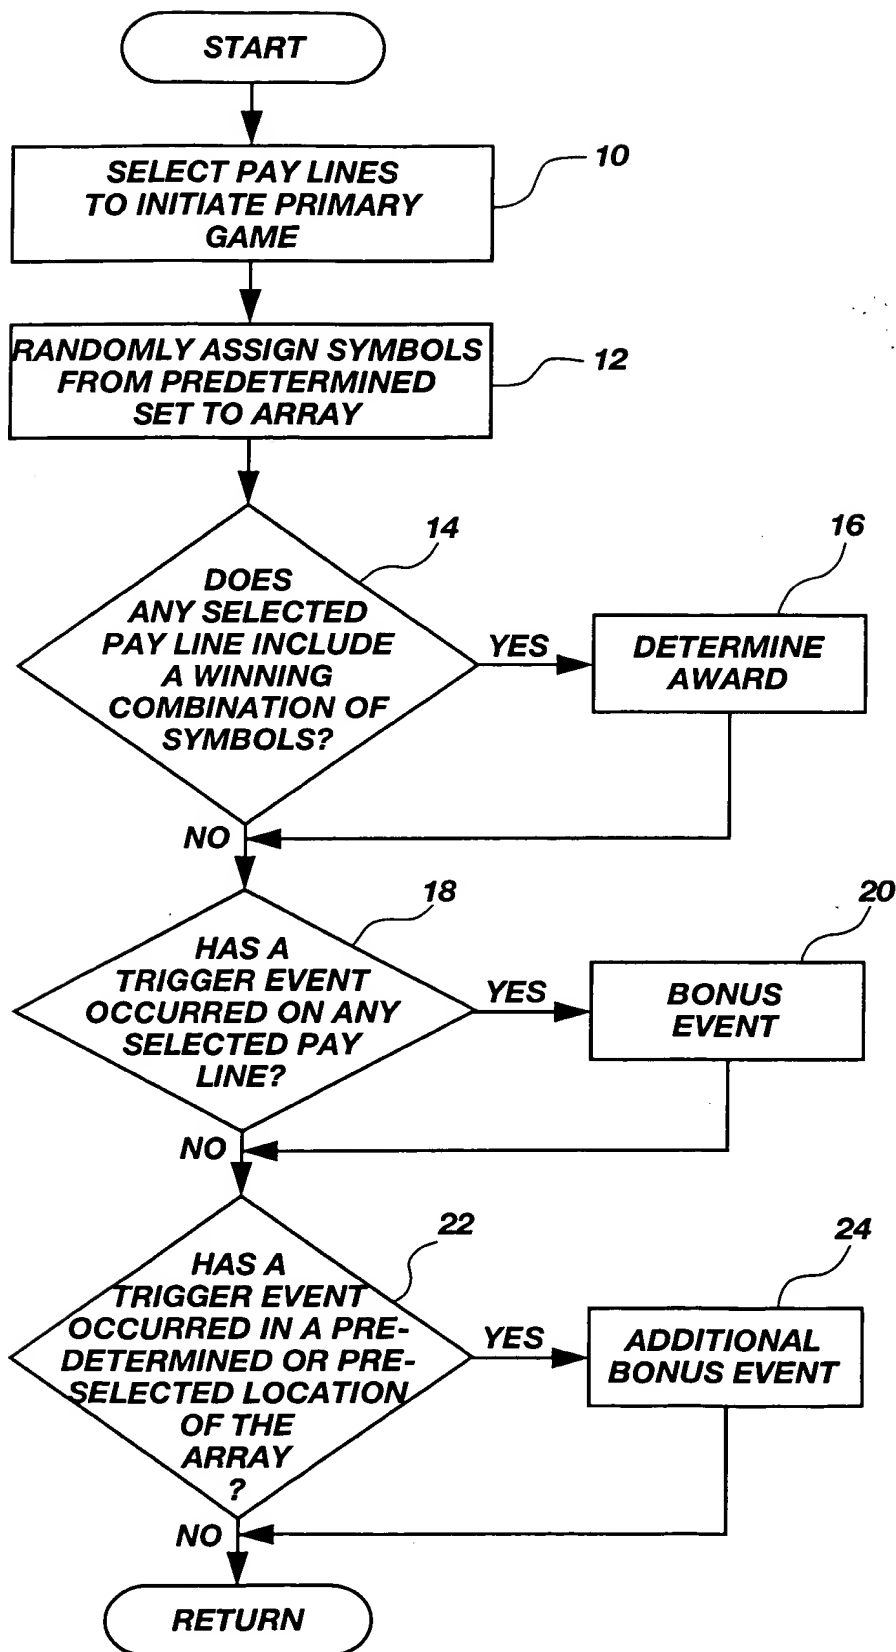 START
SELECT PAY LINES
TO INITIATE PRIMARY
GAME
10
RANDOMLY ASSIGN SYMBOLS
FROM PREDETERMINED
SET TO ARRAY
12
14
DOES
ANY SELECTED
PAY LINE INCLUDE
A WINNING
COMBINATION OF
SYMBOLS?
YES
16
DETERMINE
AWARD
NO
18
HAS A
TRIGGER EVENT
OCCURRED ON ANY
SELECTED PAY
LINE?
YES
20
BONUS
EVENT
NO
22
HAS A
TRIGGER EVENT
OCCURRED IN A PRE-
DETERMINED OR PRE-
SELECTED LOCATION
OF THE
ARRAY
?
YES
24
ADDITIONAL
BONUS EVENT
NO
RETURN